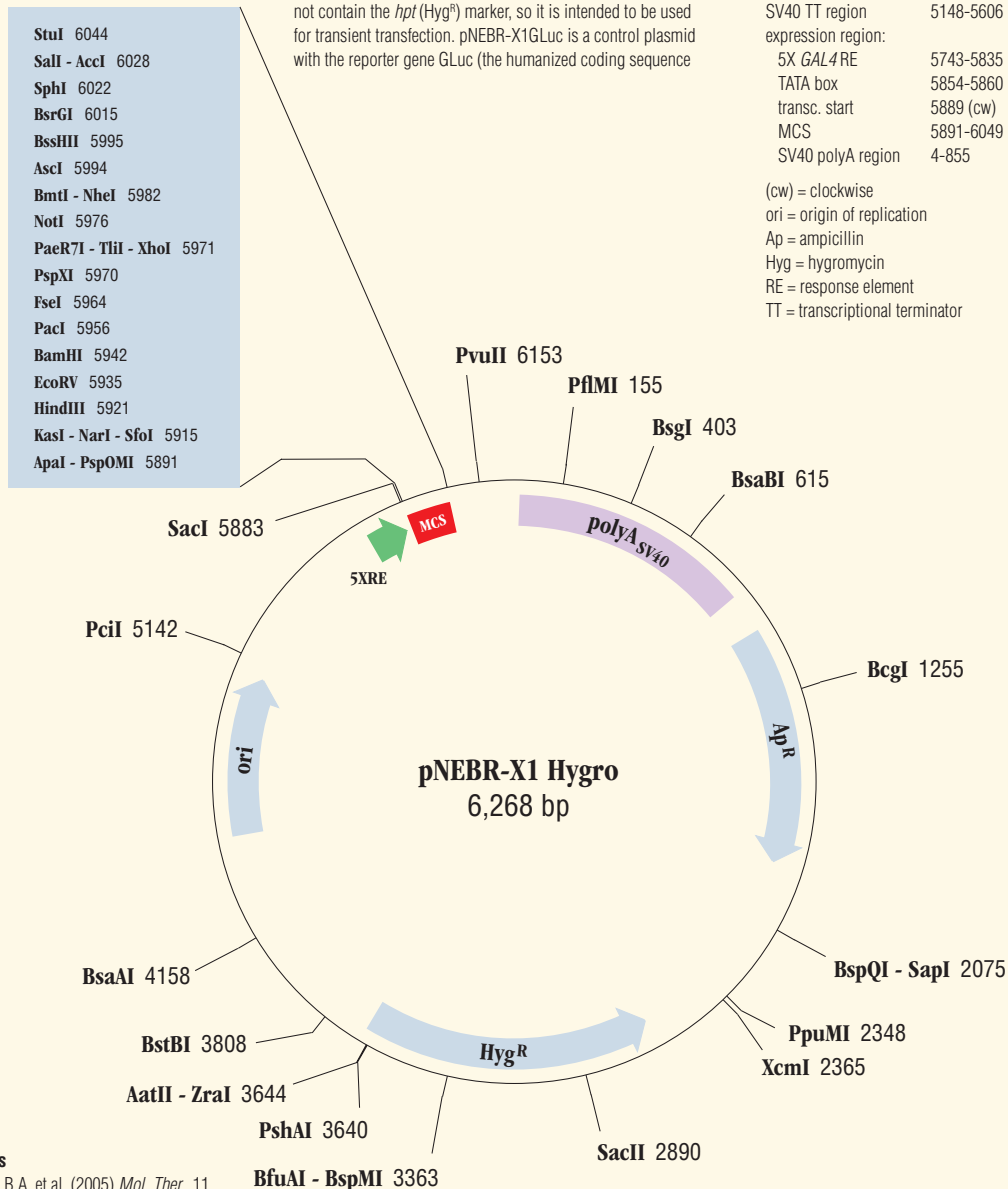 not contain the hpt (Hygᴿ) marker, so it is intended to be used
for transient transfection. pNEBR-X1GLuc is a control plasmid
with the reporter gene GLuc (the humanized coding sequence
SV40 TT region 5148-5606
expression region:
5X GAL4 RE 5743-5835
TATA box 5854-5860
transc. start 5889 (cw)
MCS 5891-6049
SV40 polyA region 4-855
(cw) = clockwise
ori = origin of replication
Ap = ampicillin
Hyg = hygromycin
RE = response element
TT = transcriptional terminator
StuI 6044
SalI - AccI 6028
SphI 6022
BsrGI 6015
BssHII 5995
AscI 5994
BmtI - NheI 5982
NotI 5976
PaeR7I - TliI - XhoI 5971
PspXI 5970
FseI 5964
PacI 5956
BamHI 5942
EcoRV 5935
HindIII 5921
KasI - NarI - SfoI 5915
ApaI - PspOMI 5891
PvuII 6153
PflMI 155
BsgI 403
BsaBI 615
SacI 5883
MCS
polyA SV40
5XRE
PciI 5142
BcgI 1255
ori
Apᴿ
pNEBR-X1 Hygro
6,268 bp
BsaAI 4158
BspQI - SapI 2075
BstBI 3808
PpuMI 2348
Hygᴿ
XcmI 2365
AatII - ZraI 3644
PshAI 3640
SacII 2890
BfuAI - BspMI 3363
s
B.A. et al. (2005) Mol. Ther. 11,